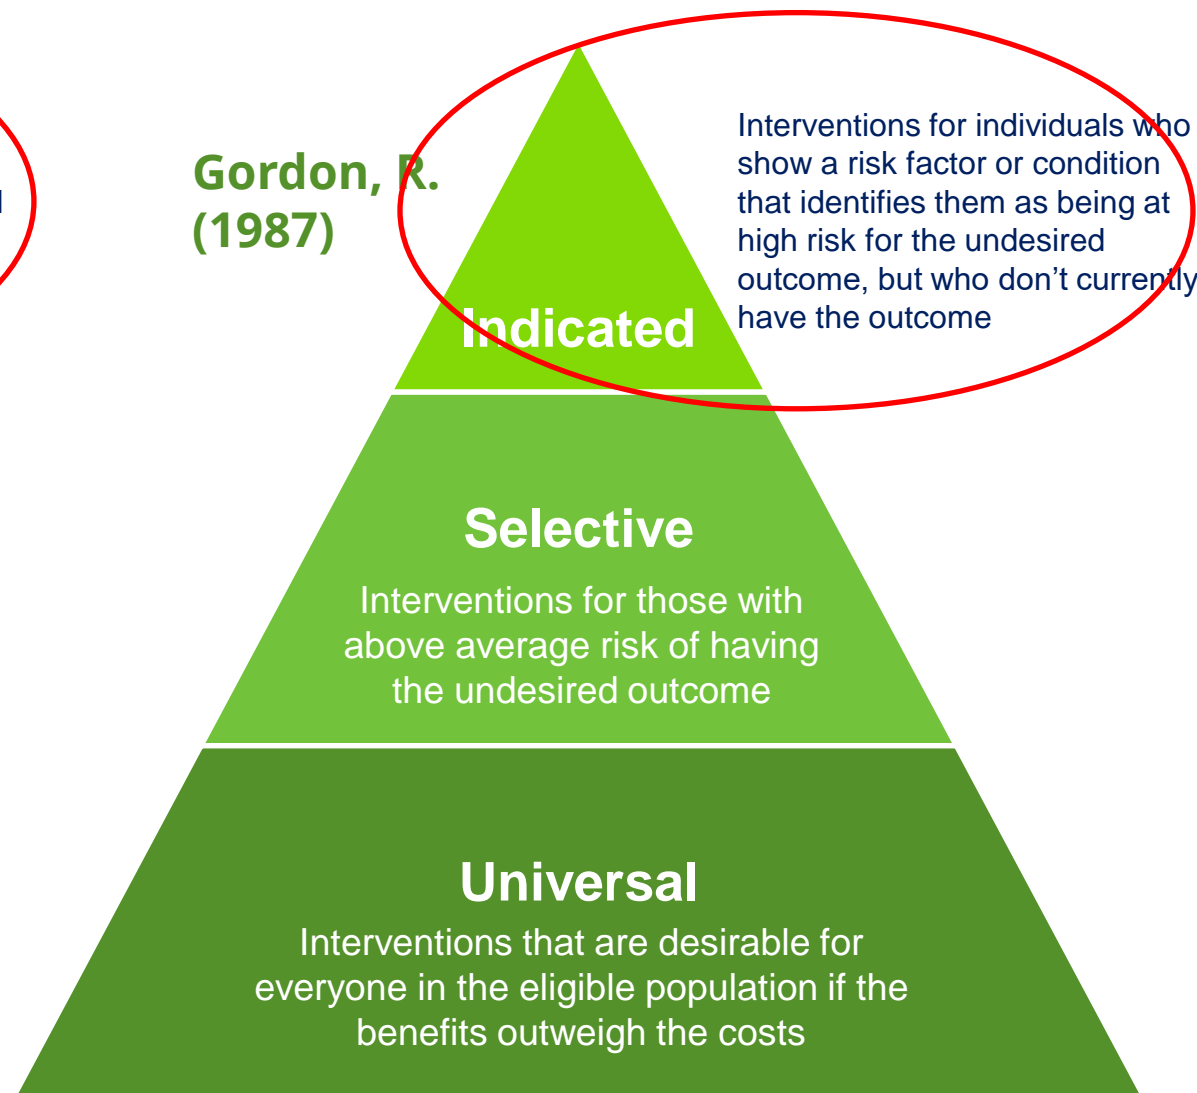 Gordon, R.
(1987)
Interventions for individuals who
show a risk factor or condition
that identifies them as being at
high risk for the undesired
outcome, but who don’t currently
have the outcome
Indicated
Selective
Interventions for those with
above average risk of having
the undesired outcome
Universal
Interventions that are desirable for
everyone in the eligible population if the
benefits outweigh the costs